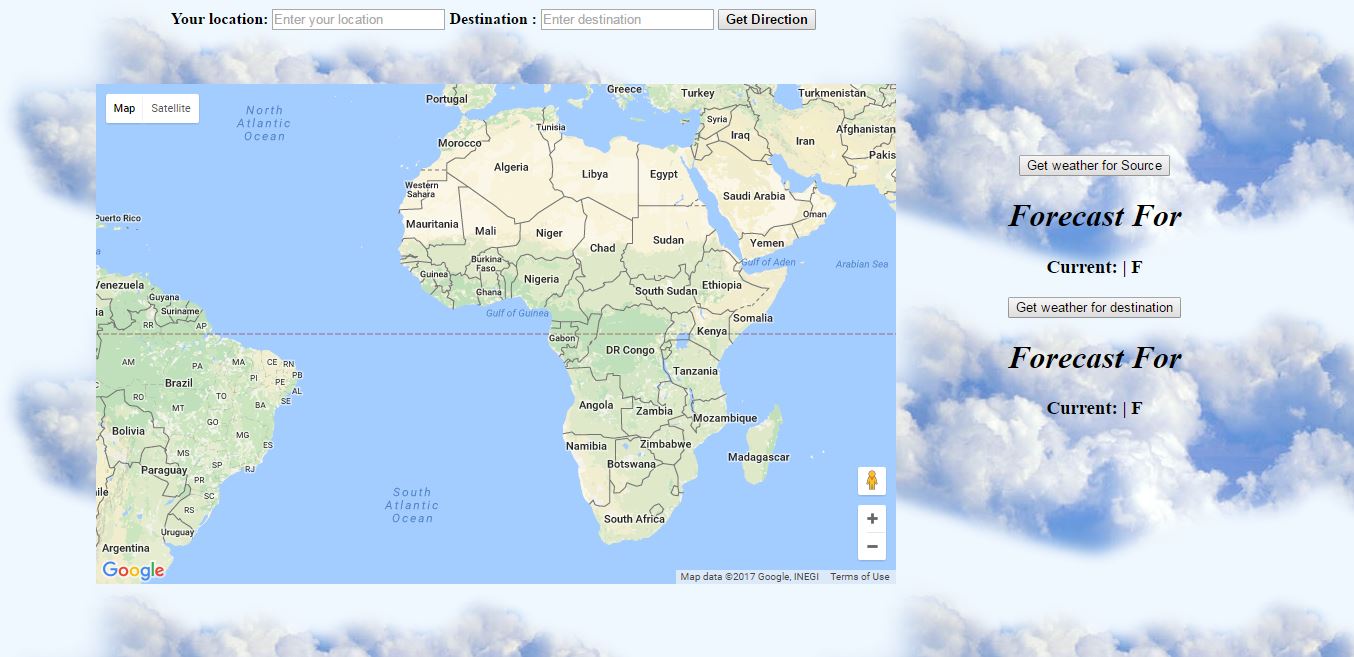 Your location: Enter your location Destination : Enter destination Get Direction
Map Satellite
North
Atlantic
Ocean
Portugal
Greece
Turkey
Turkmenistan
Tunisia
Syria
Iraq
Iran
Afghanistan
Pakis
Morocco
Algeria
Libya
Egypt
Western
Sahara
Saudi Arabia
Oman
Puerto Rico
Mauritania
Mali
Niger
Chad
Sudan
Yemen
Gulf of Aden
Arabian Sea
a
Guinea
Burkina
Faso
Nigeria
Ghana
South Sudan
Ethiopia
Venezuela
Guyana
Suriname
ia
Gulf of Guinea
Somalia
RR
AP
Gabon
Kenya
DR Congo
Tanzania
AM
PA
MA
CE
RN
PB
PI
PE
AL
Brazil
RO
TO
BA
SE
MT
Angola
Zambia
Mozambique
GO
Bolivia
MG
ES
Namibia
Zimbabwe
MS
SP
RJ
Botswana
Madagascar
Paraguay
PR
hile
SC
RS
South
Atlantic
Ocean
South Africa
Uruguay
Argentina
+
−
Google
Map data ©2017 Google, INEGI Terms of Use
Get weather for Source
Forecast For
Current: | F
Get weather for destination
Forecast For
Current: | F